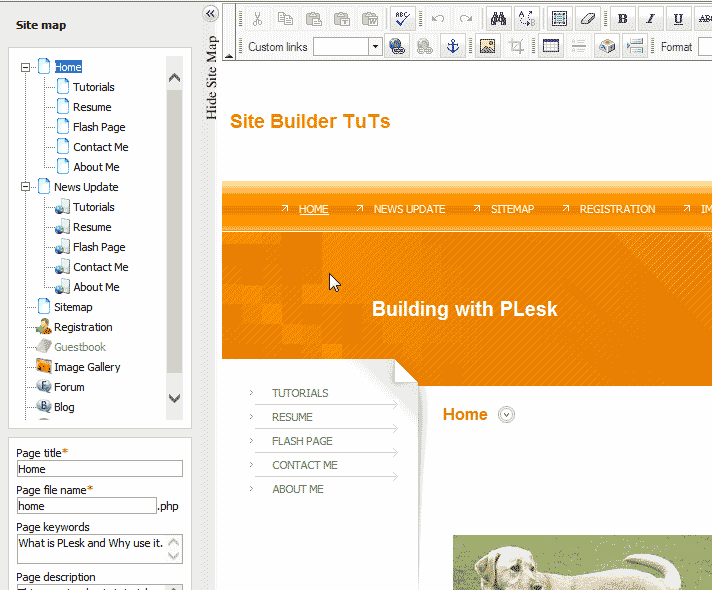 Site map
Home
Tutorials
Resume
Flash Page
Contact Me
About Me
News Update
Tutorials
Resume
Flash Page
Contact Me
About Me
Sitemap
Registration
Guestbook
Image Gallery
Forum
Blog
Page title*
Home
Page file name*
home .php
Page keywords
What is PLesk and Why use it.
Page description
Hide Site Map
ABC
B I U ABC
Custom links
Format
Site Builder TuTs
HOME NEWS UPDATE SITEMAP REGISTRATION IM
Building with PLesk
TUTORIALS
RESUME
FLASH PAGE
CONTACT ME
ABOUT ME
Home